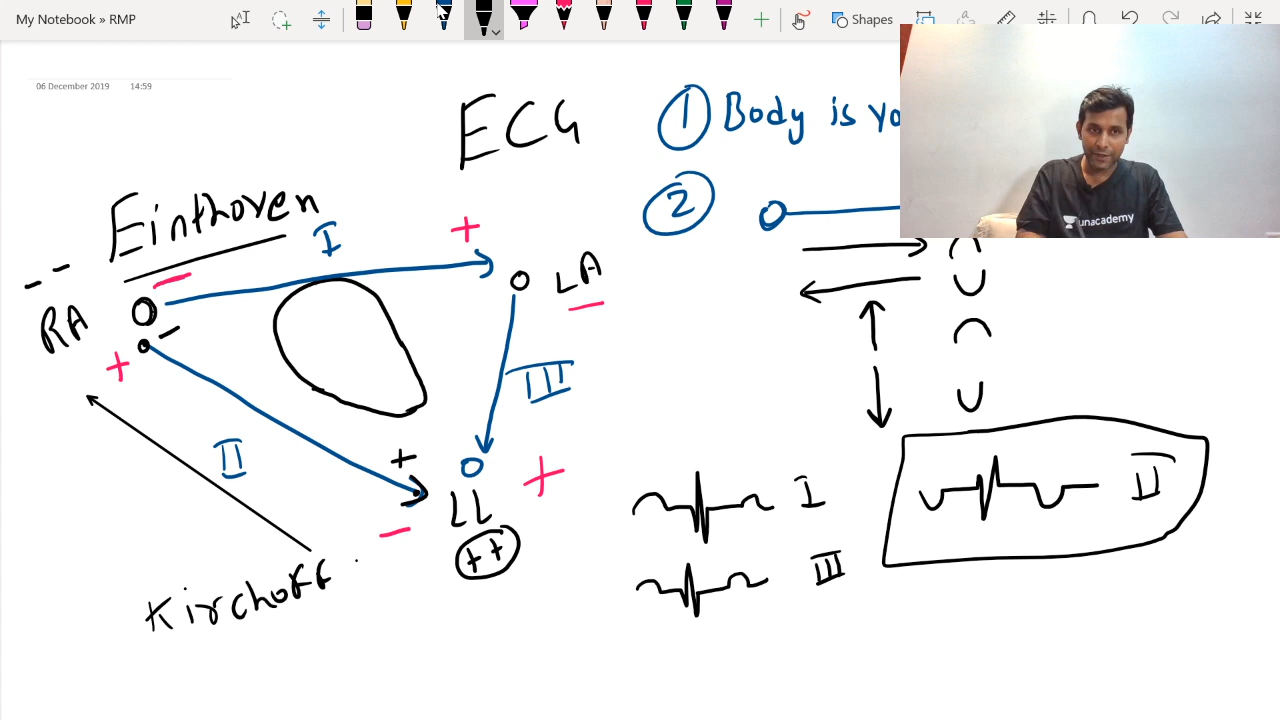 My Notebook » RMP
Shapes
06 December 2019 14:59
ECG
1 Body is yo
2
unacademy
Einthoven
I
+
- -
-
RA
-
LA
-
+
III
II
+
+
LL
-
++
Kirchoff
I
II
III